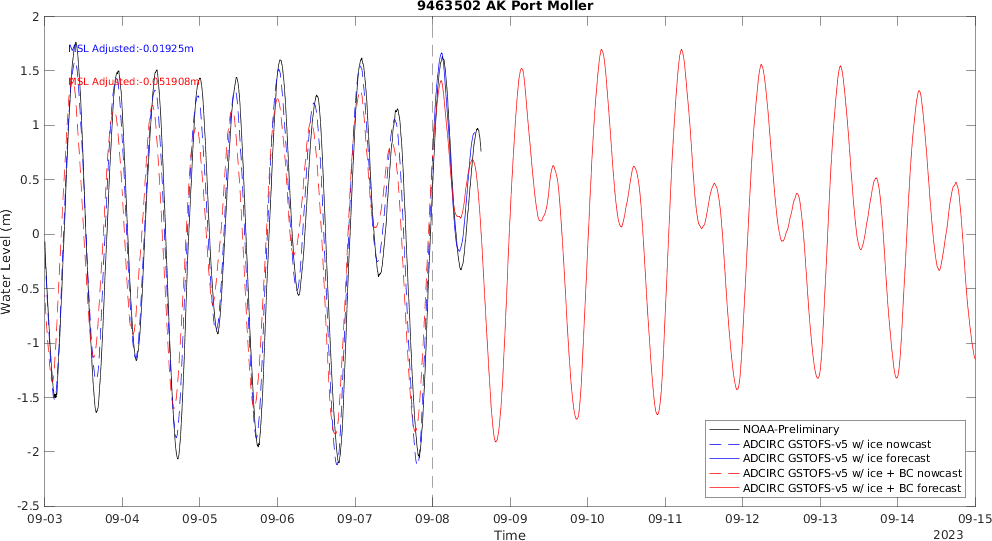 9463502 AK Port Moller
MSL Adjusted:-0.01925m
MSL Adjusted:-0.051908m
Water Level (m)
2
1.5
1
0.5
0
-0.5
-1
-1.5
-2
-2.5
NOAA-Preliminary
ADCIRC GSTOFS-v5 w/ ice nowcast
ADCIRC GSTOFS-v5 w/ ice forecast
ADCIRC GSTOFS-v5 w/ ice + BC nowcast
ADCIRC GSTOFS-v5 w/ ice + BC forecast
09-03 09-04 09-05 09-06 09-07 09-08 09-09 09-10 09-11 09-12 09-13 09-14 09-15
Time
2023